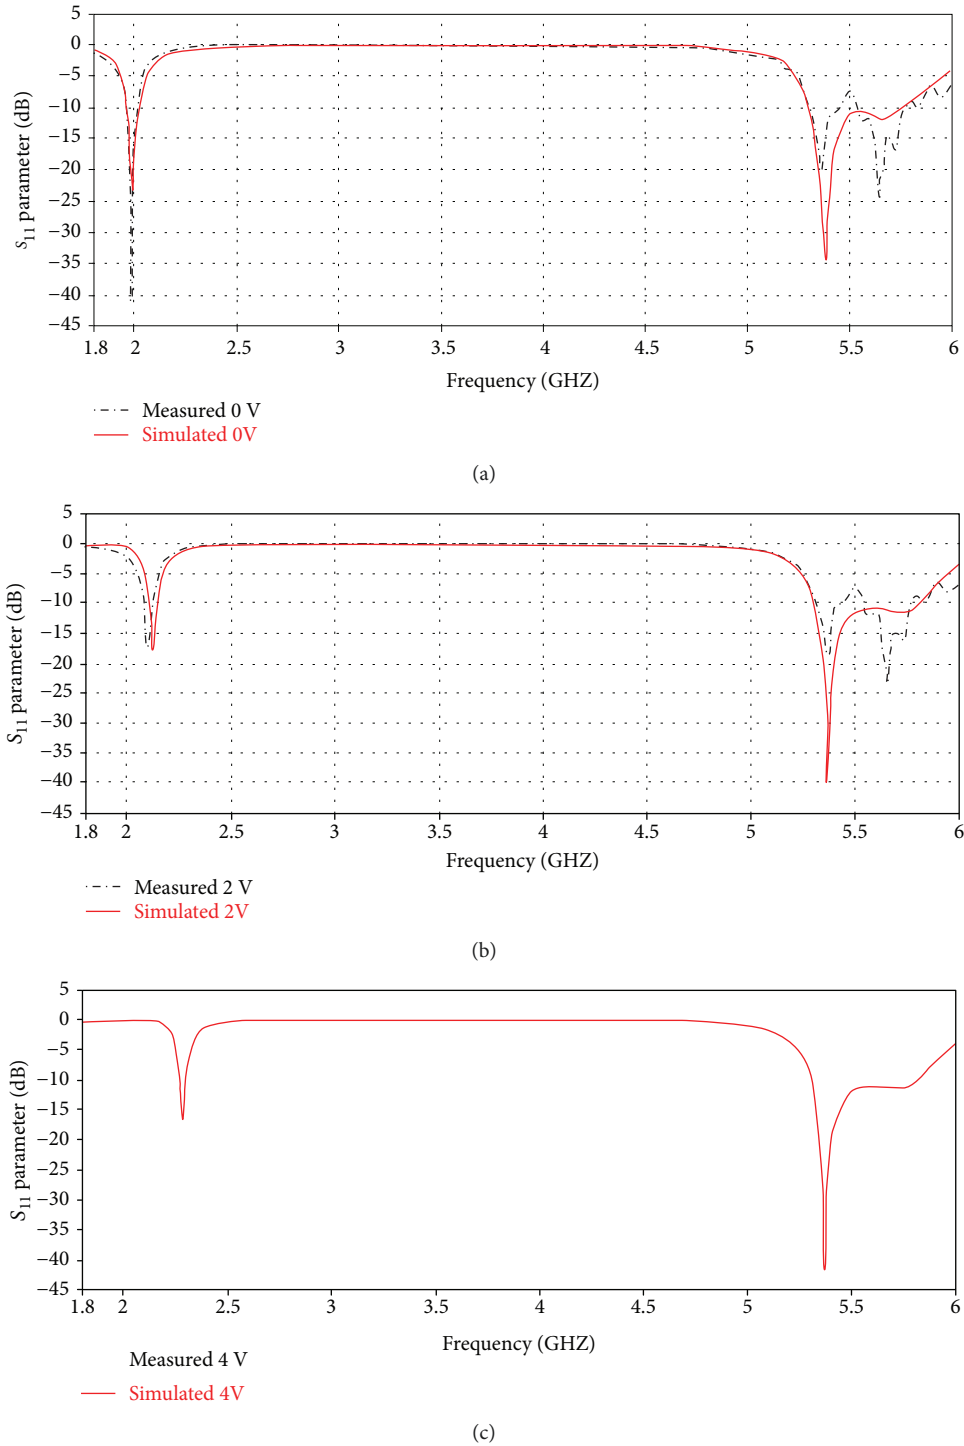 5
0
−5
−10
−15
−20
−25
−30
−35
−40
−45
S11 parameter (dB)
1.8 2 2.5 3 3.5 4 4.5 5 5.5 6
Frequency (GHZ)
Measured 0 V
Simulated 0V
(a)
5
0
−5
−10
−15
−20
−25
−30
−35
−40
−45
S11 parameter (dB)
1.8 2 2.5 3 3.5 4 4.5 5 5.5 6
Frequency (GHZ)
Measured 2 V
Simulated 2V
(b)
5
0
−5
−10
−15
−20
−25
−30
−35
−40
−45
S11 parameter (dB)
1.8 2 2.5 3 3.5 4 4.5 5 5.5 6
Frequency (GHZ)
Measured 4 V
Simulated 4V
(c)